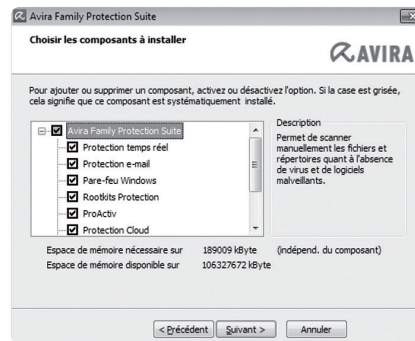 Avira Family Protection Suite
Choisir les composants à installer
AVIRA
Pour ajouter ou supprimer un composant, activez ou désactivez l'option. Si la case est grisée,
cela signifie que ce composant est systématiquement installé.
Avira Family Protection Suite
Protection temps réel
Protection e-mail
Pare-feu Windows
Rootkits Protection
ProActiv
Protection Cloud
Description
Permet de scanner
manuellement les fichiers et
répertoires quant à l'absence
de virus et de logiciels
malveillants.
Espace de mémoire nécessaire sur 189009 kByte (indépend. du composant)
Espace de mémoire disponible sur 106327672 kByte
< Précédent Suivant > Annuler